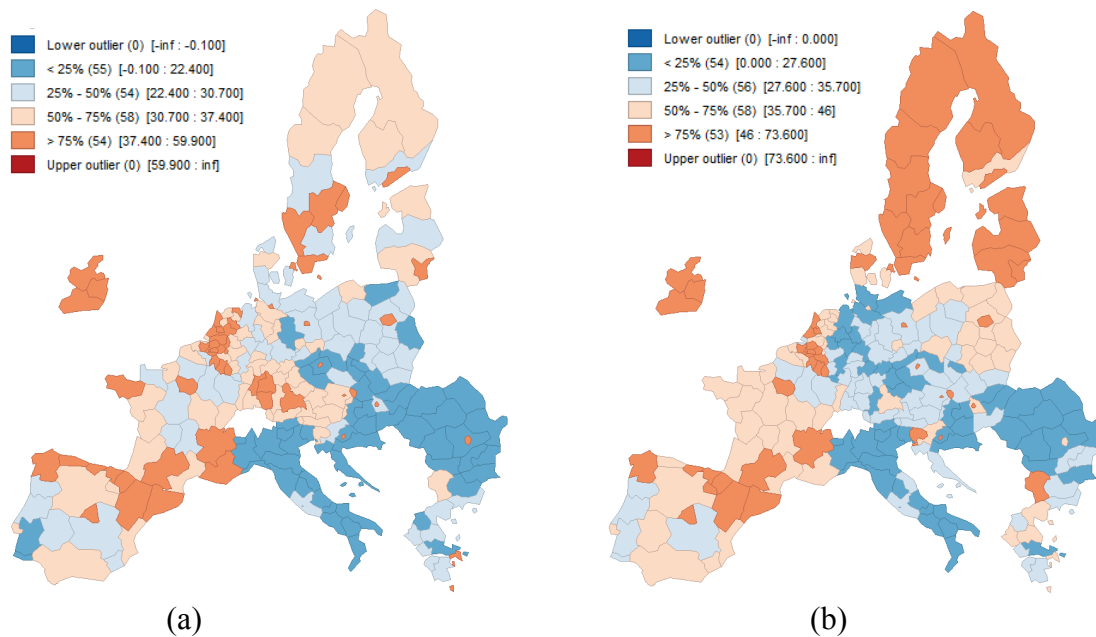 Lower outlier (0) [-inf : -0.100]
< 25% (55) [-0.100 : 22.400]
25% - 50% (54) [22.400 : 30.700]
50% - 75% (58) [30.700 : 37.400]
> 75% (54) [37.400 : 59.900]
Upper outlier (0) [59.900 : inf]
Lower outlier (0) [-inf : 0.000]
< 25% (54) [0.000 : 27.600]
25% - 50% (56) [27.600 : 35.700]
50% - 75% (58) [35.700 : 46]
> 75% (53) [46 : 73.600]
Upper outlier (0) [73.600 : inf]
(a)
(b)